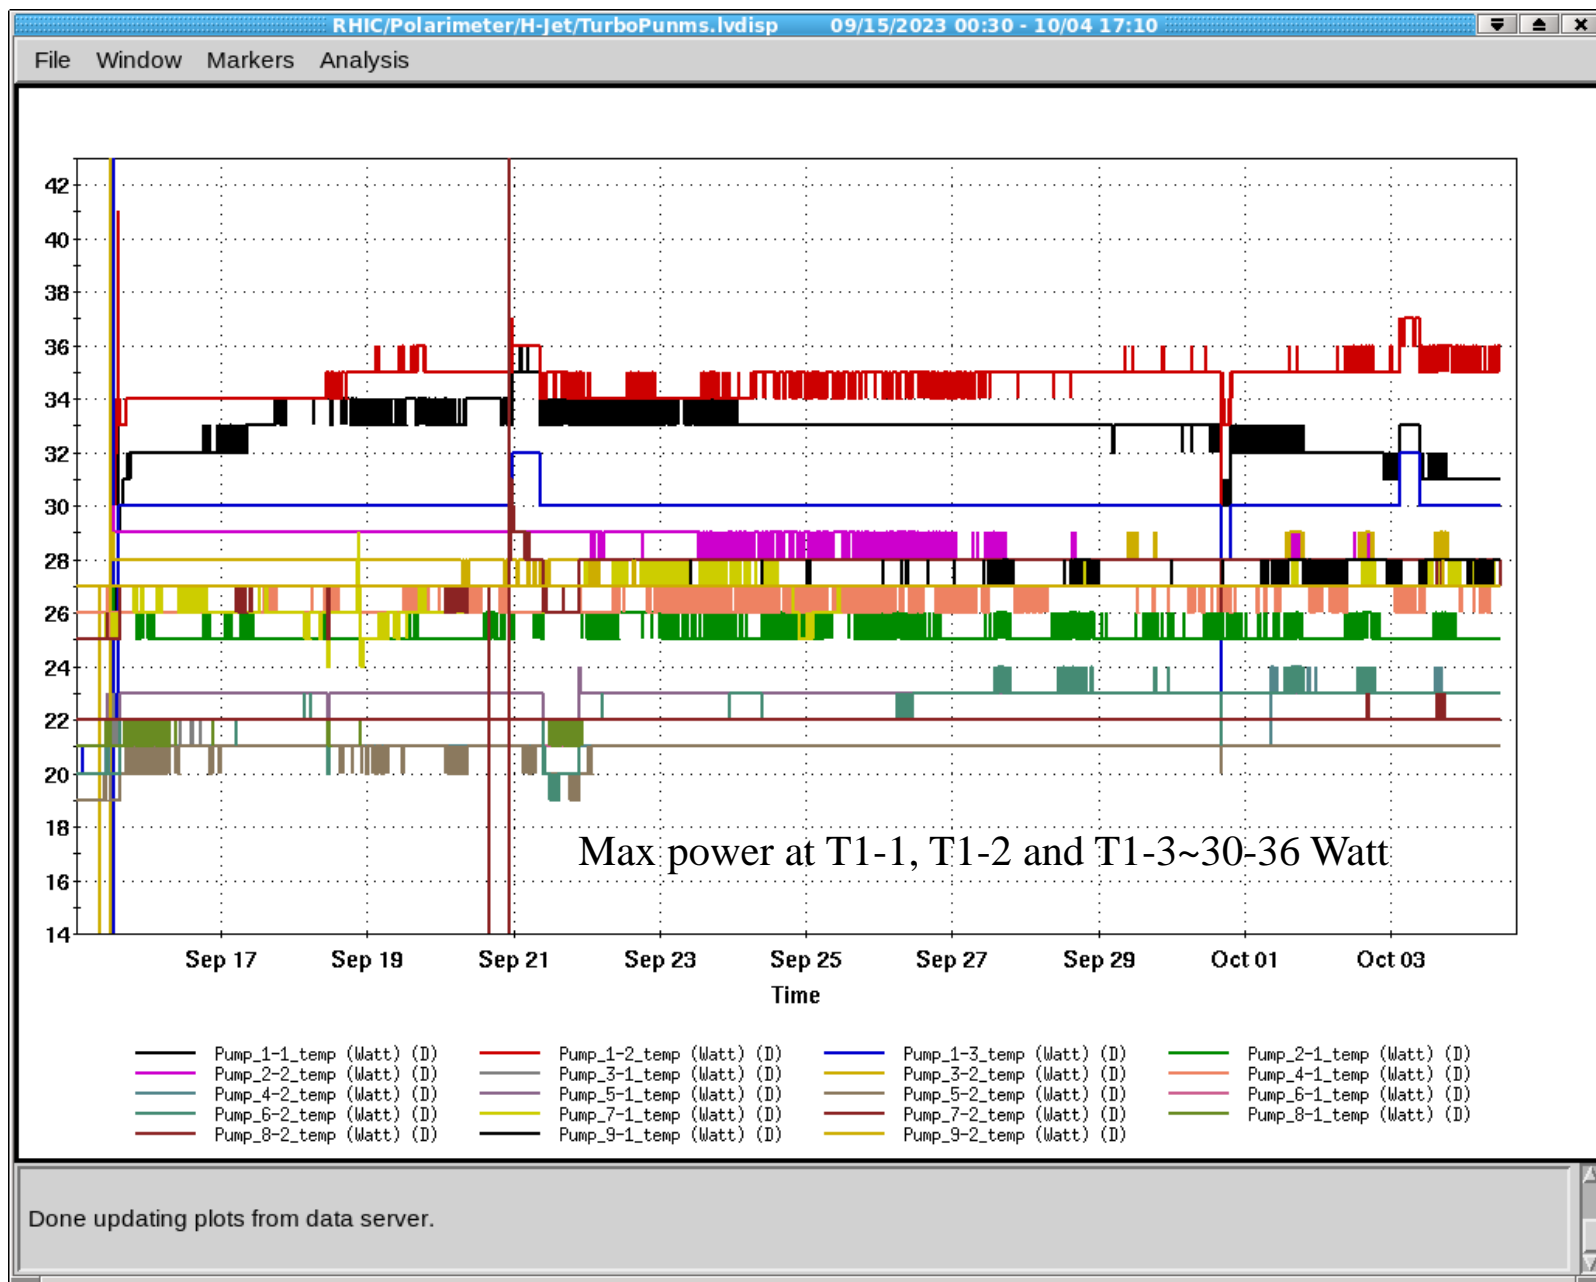 RHIC/Polarimeter/H-Jet/TurboPunms.lvdisp 09/15/2023 00:30 - 10/04 17:10
File Window Markers Analysis
42
40
38
36
34
32
30
28
26
24
22
20
18
16
14
Max power at T1-1, T1-2 and T1-3~30-36 Watt
Sep 17 Sep 19 Sep 21 Sep 23 Sep 25 Sep 27 Sep 29 Oct 01 Oct 03
Time
Pump_1-1_temp (Watt) (D) Pump_1-2_temp (Watt) (D) Pump_1-3_temp (Watt) (D) Pump_2-1_temp (Watt) (D)
Pump_2-2_temp (Watt) (D) Pump_3-1_temp (Watt) (D) Pump_3-2_temp (Watt) (D) Pump_4-1_temp (Watt) (D)
Pump_4-2_temp (Watt) (D) Pump_5-1_temp (Watt) (D) Pump_5-2_temp (Watt) (D) Pump_6-1_temp (Watt) (D)
Pump_6-2_temp (Watt) (D) Pump_7-1_temp (Watt) (D) Pump_7-2_temp (Watt) (D) Pump_8-1_temp (Watt) (D)
Pump_8-2_temp (Watt) (D) Pump_9-1_temp (Watt) (D) Pump_9-2_temp (Watt) (D)
Done updating plots from data server.